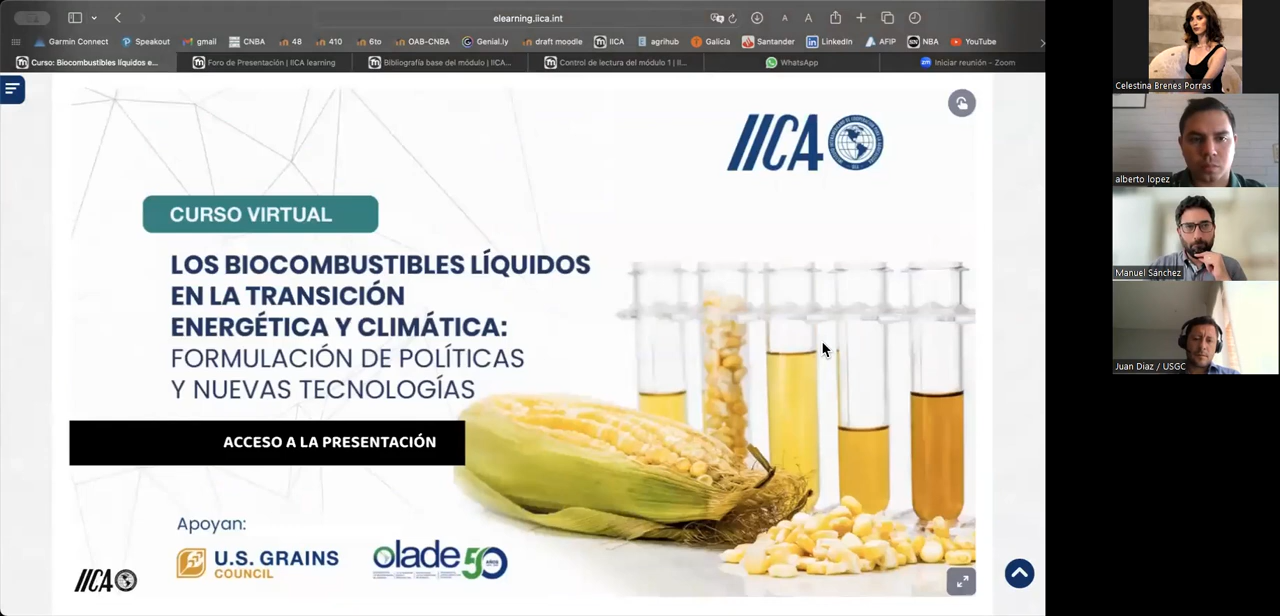 elearning.iica.int
A
A
Garmin Connect
Speakout
gmail
CNBA
48
410
6to
OAB-CNBA
Genial.ly
draft moodle
IICA
agrihub
Galicia
Santander
LinkedIn
AFIP
NBA
YouTube
Curso: Biocombustibles líquidos e...
Foro de Presentación | IICA learning
Bibliografía base del módulo | IICA...
Control de lectura del módulo 1 | II...
WhatsApp
Iniciar reunión - Zoom
IICA
CURSO VIRTUAL
LOS BIOCOMBUSTIBLES LÍQUIDOS
EN LA TRANSICIÓN
ENERGÉTICA Y CLIMÁTICA:
FORMULACIÓN DE POLÍTICAS
Y NUEVAS TECNOLOGÍAS
ACCESO A LA PRESENTACIÓN
Apoyan:
U.S. GRAINS
COUNCIL
olade 50
AÑOS
IICA
Celestina Brenes Porras
alberto lopez
Manuel Sánchez
Juan Diaz / USGC